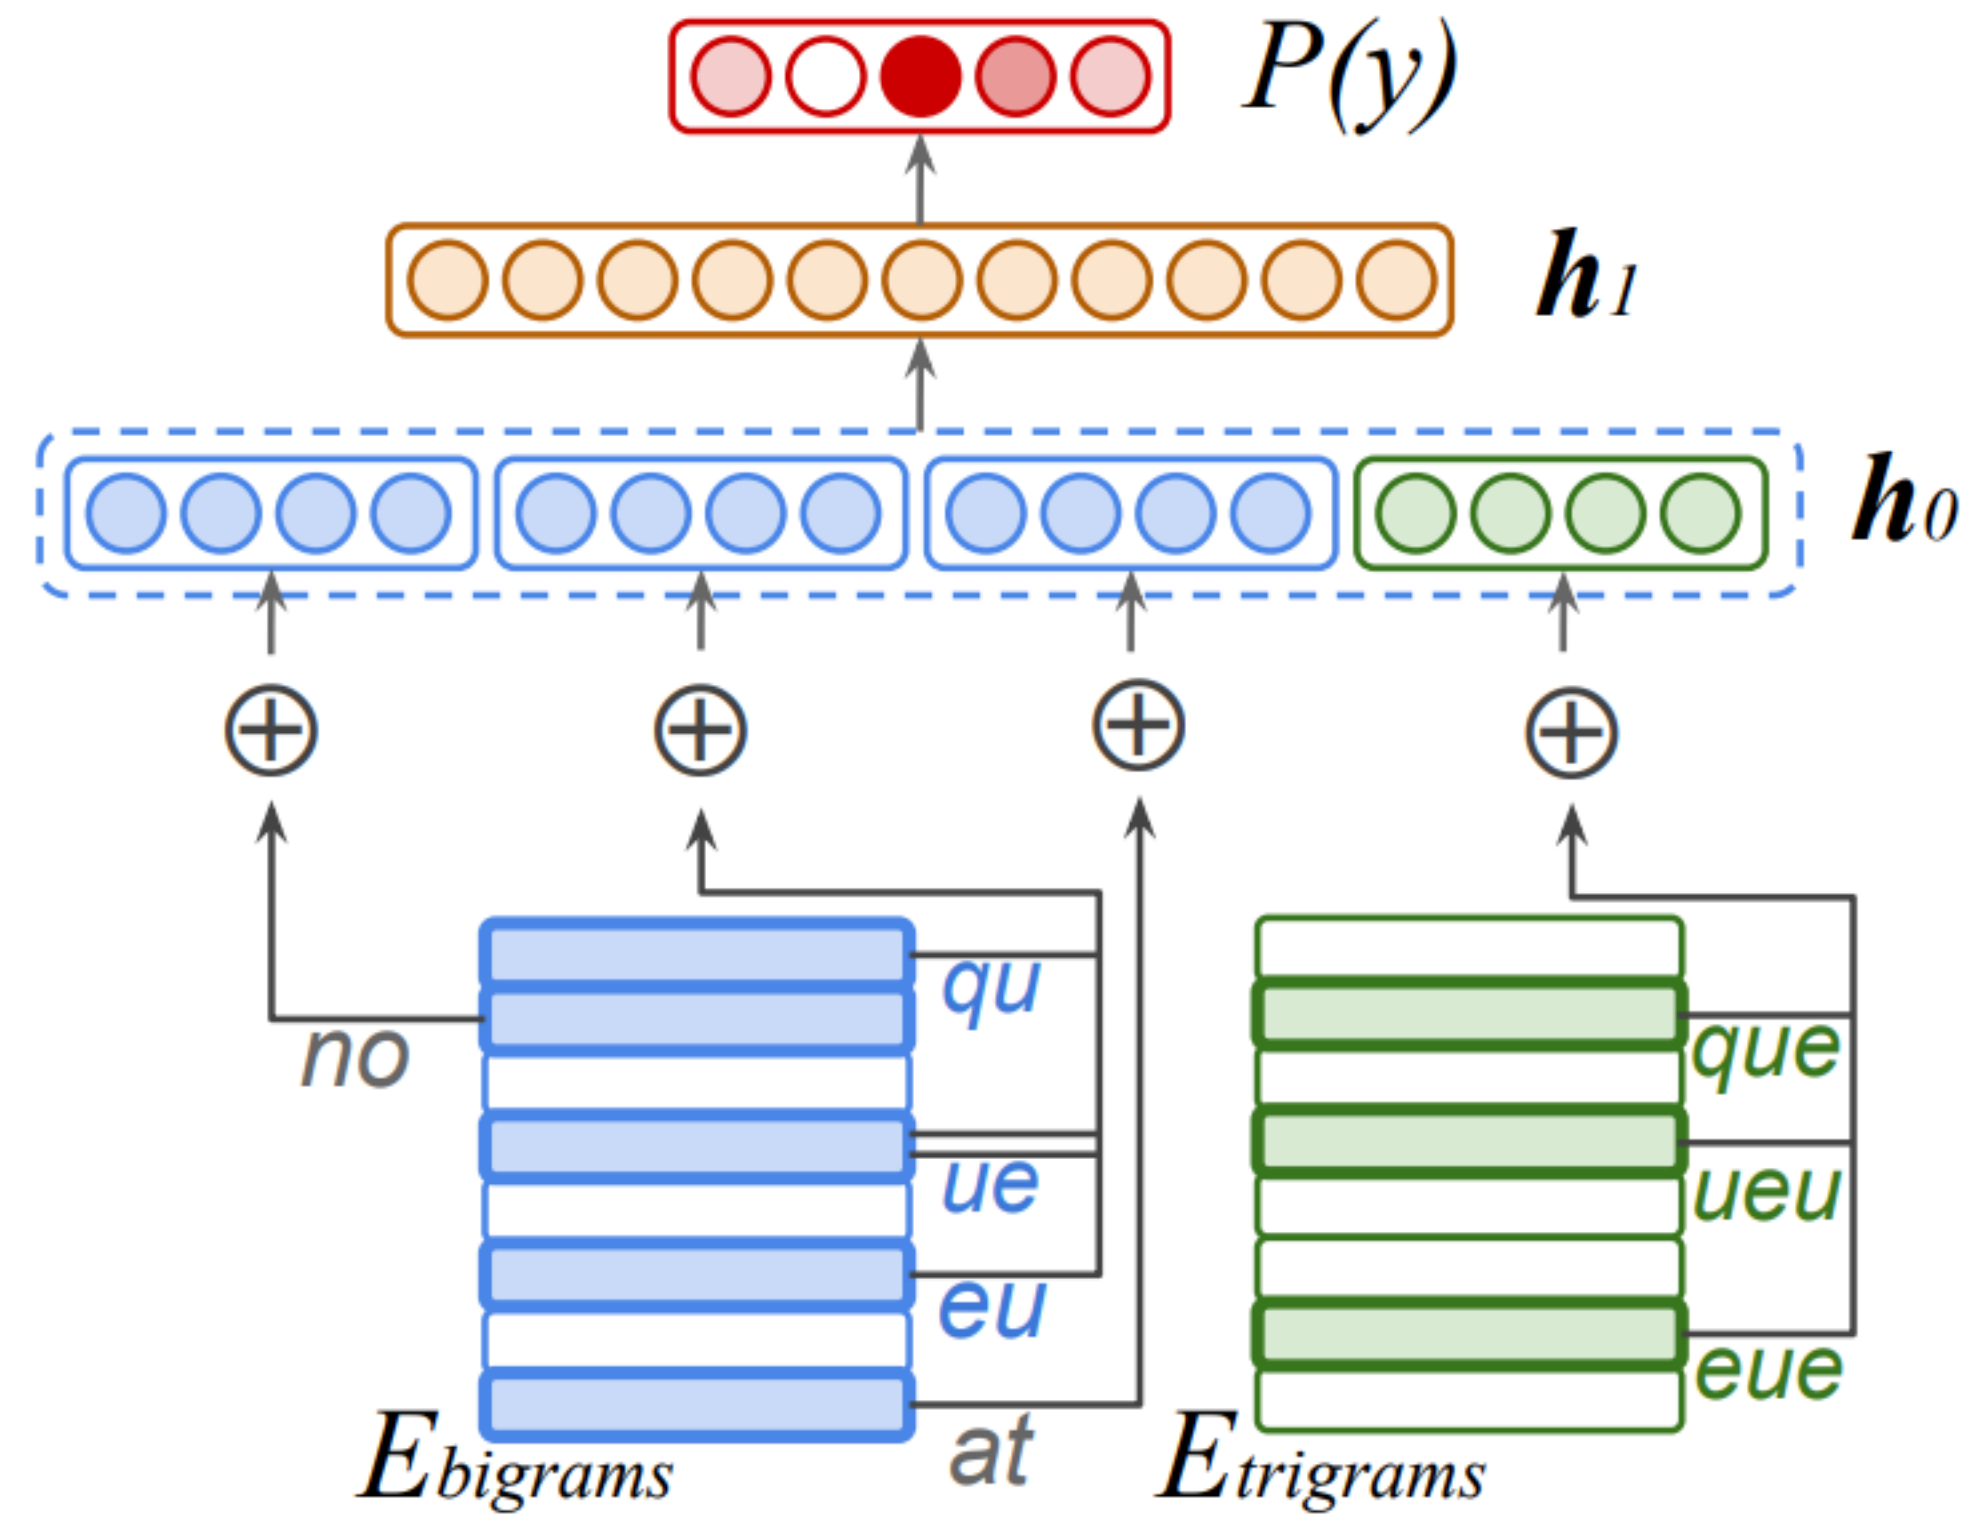 P(y)
h1
h0
qu
no
que
ue
ueu
eu
eue
at
Ebigrams
Etrigrams